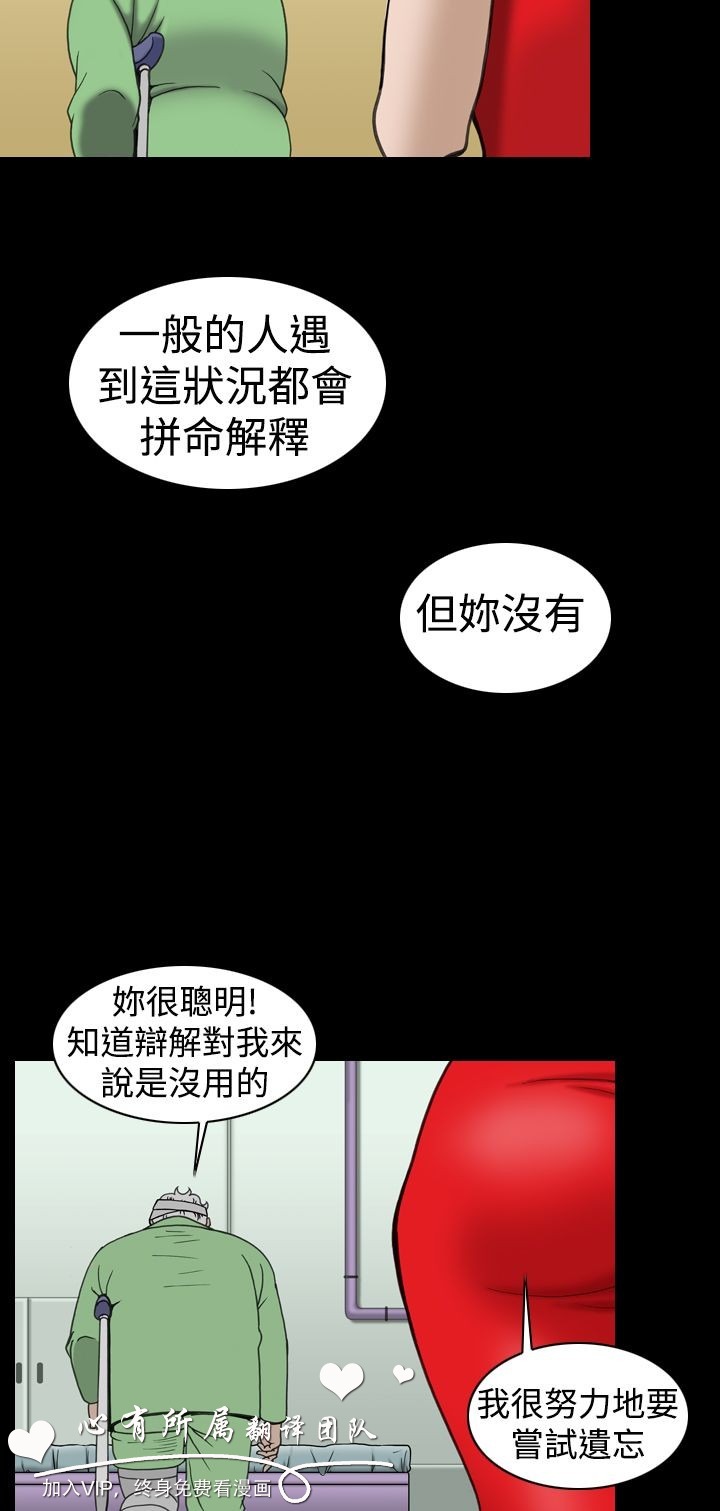 一般的人遇
到這狀況都會
拼命解釋
但妳沒有
妳很聰明!
知道辯解對我來
說是沒用的
我很努力地要
嘗試遺忘
心有所属翻译团队
加入VIP，终身免费看漫画